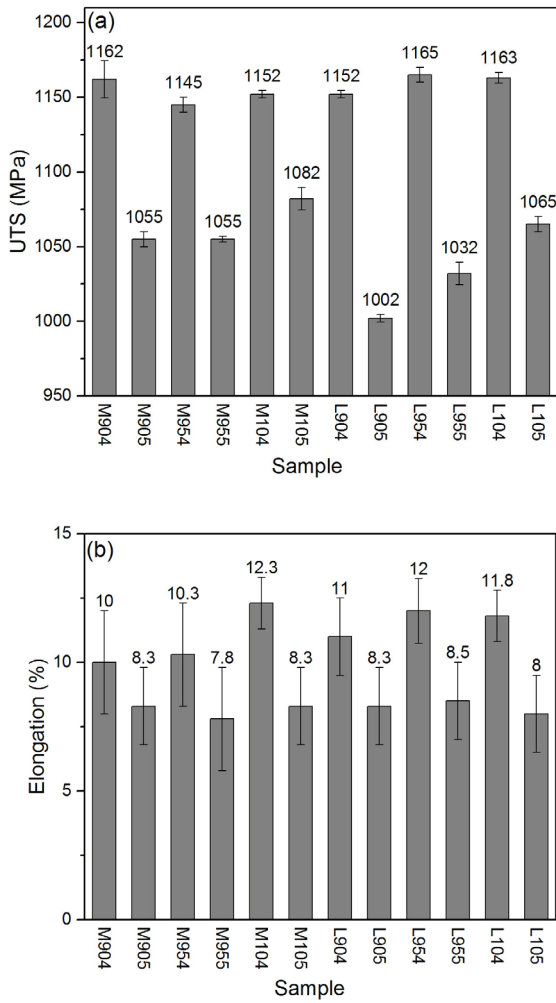 (a)
1200
1150
1100
1050
1000
950
UTS (MPa)
1162
1055
1145
1055
1152
1082
1152
1002
1165
1032
1163
1065
M904
M905
M954
M955
M104
M105
L904
L905
L954
L955
L104
L105
Sample
(b)
15
10
5
0
Elongation (%)
10
8.3
10.3
7.8
12.3
8.3
11
8.3
12
8.5
11.8
8
M904
M905
M954
M955
M104
M105
L904
L905
L954
L955
L104
L105
Sample